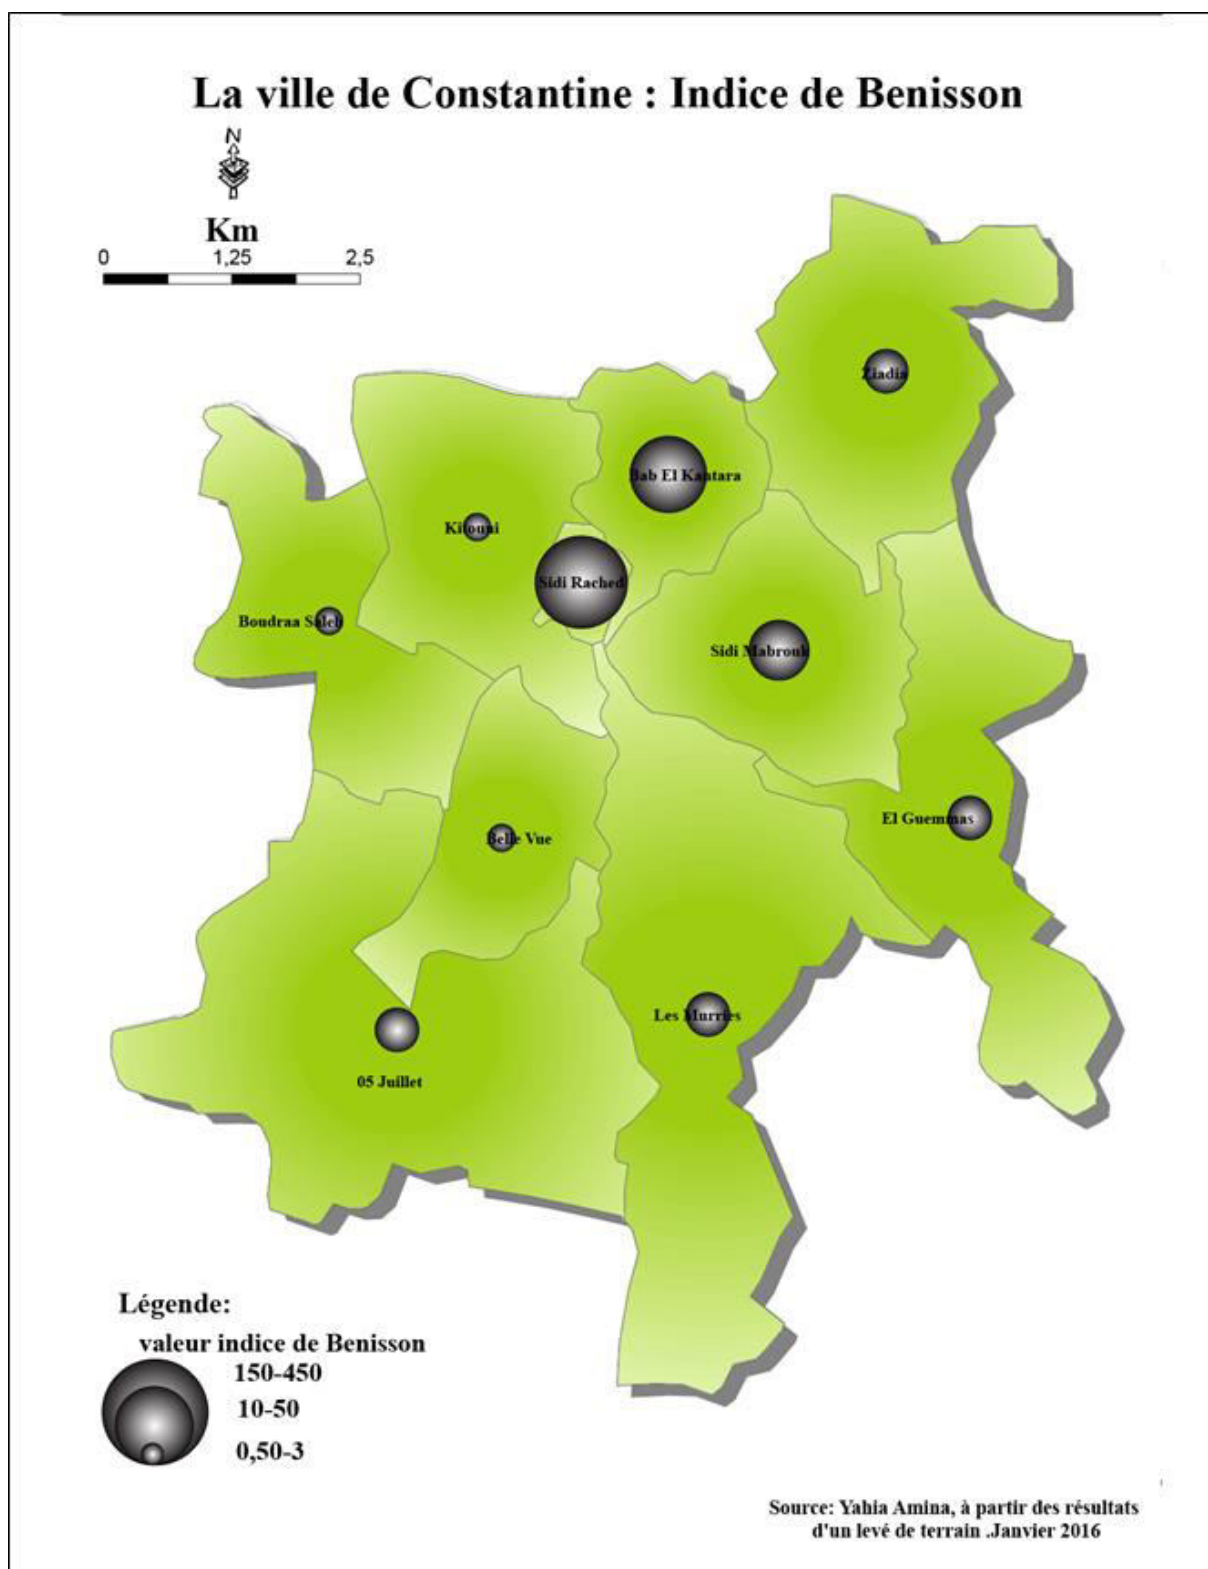 La ville de Constantine : Indice de Benisson
N
Km
0 1,25 2,5
Ziadia
Bab El Kantara
Kitouni
Sidi Rached
Boudraa Saleh
Sidi Mabrouk
El Guemmas
Belle Vue
Les Murries
05 Juillet
Légende:
valeur indice de Benisson
150-450
10-50
0,50-3
Source: Yahia Amina, à partir des résultats
d'un levé de terrain .Janvier 2016